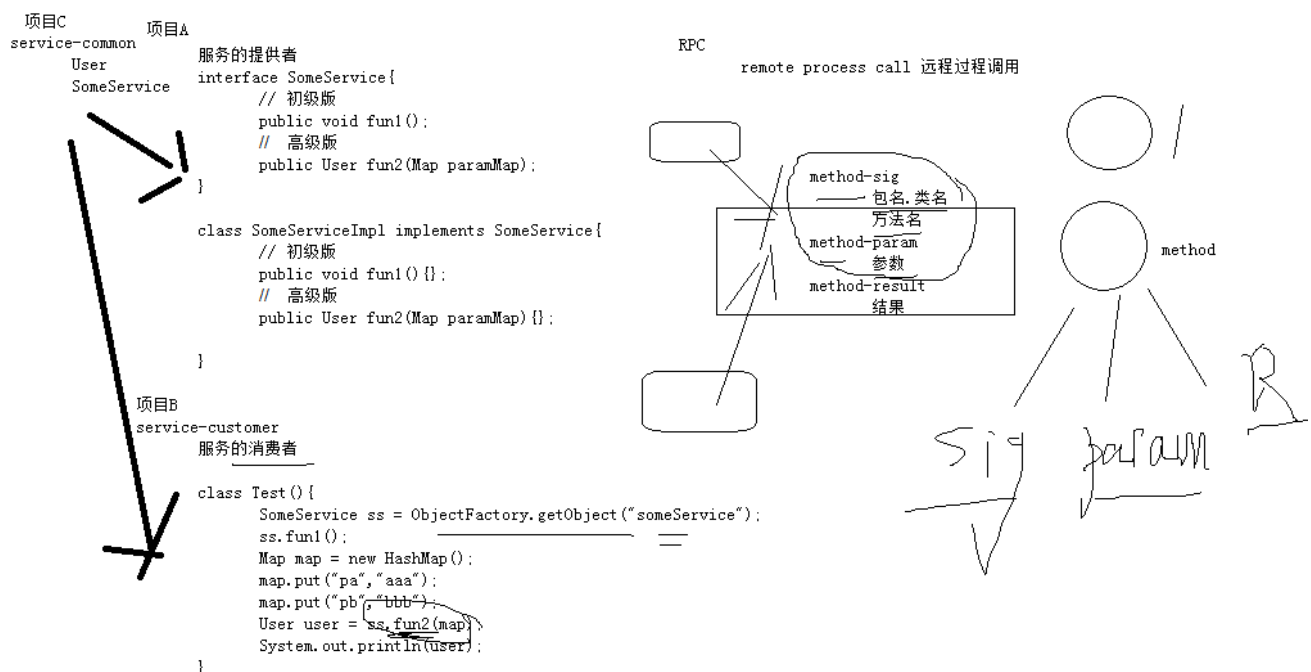 项目C
service-common
User
SomeService
项目A
服务的提供者
interface SomeService{
// 初级版
public void fun1();
// 高级版
public User fun2(Map paramMap);
}
class SomeServiceImpl implements SomeService{
// 初级版
public void fun1(){};
// 高级版
public User fun2(Map paramMap){};
}
项目B
service-customer
服务的消费者
class Test(){
SomeService ss = ObjectFactory.getObject("someService");
ss.fun1();
Map map = new HashMap();
map.put("pa","aaa");
map.put("pb","bbb");
User user = ss.fun2(map);
System.out.println(user);
}
RPC
remote process call 远程过程调用
method-sig
包名.类名
方法名
method-param
参数
method-result
结果
method
sig param R